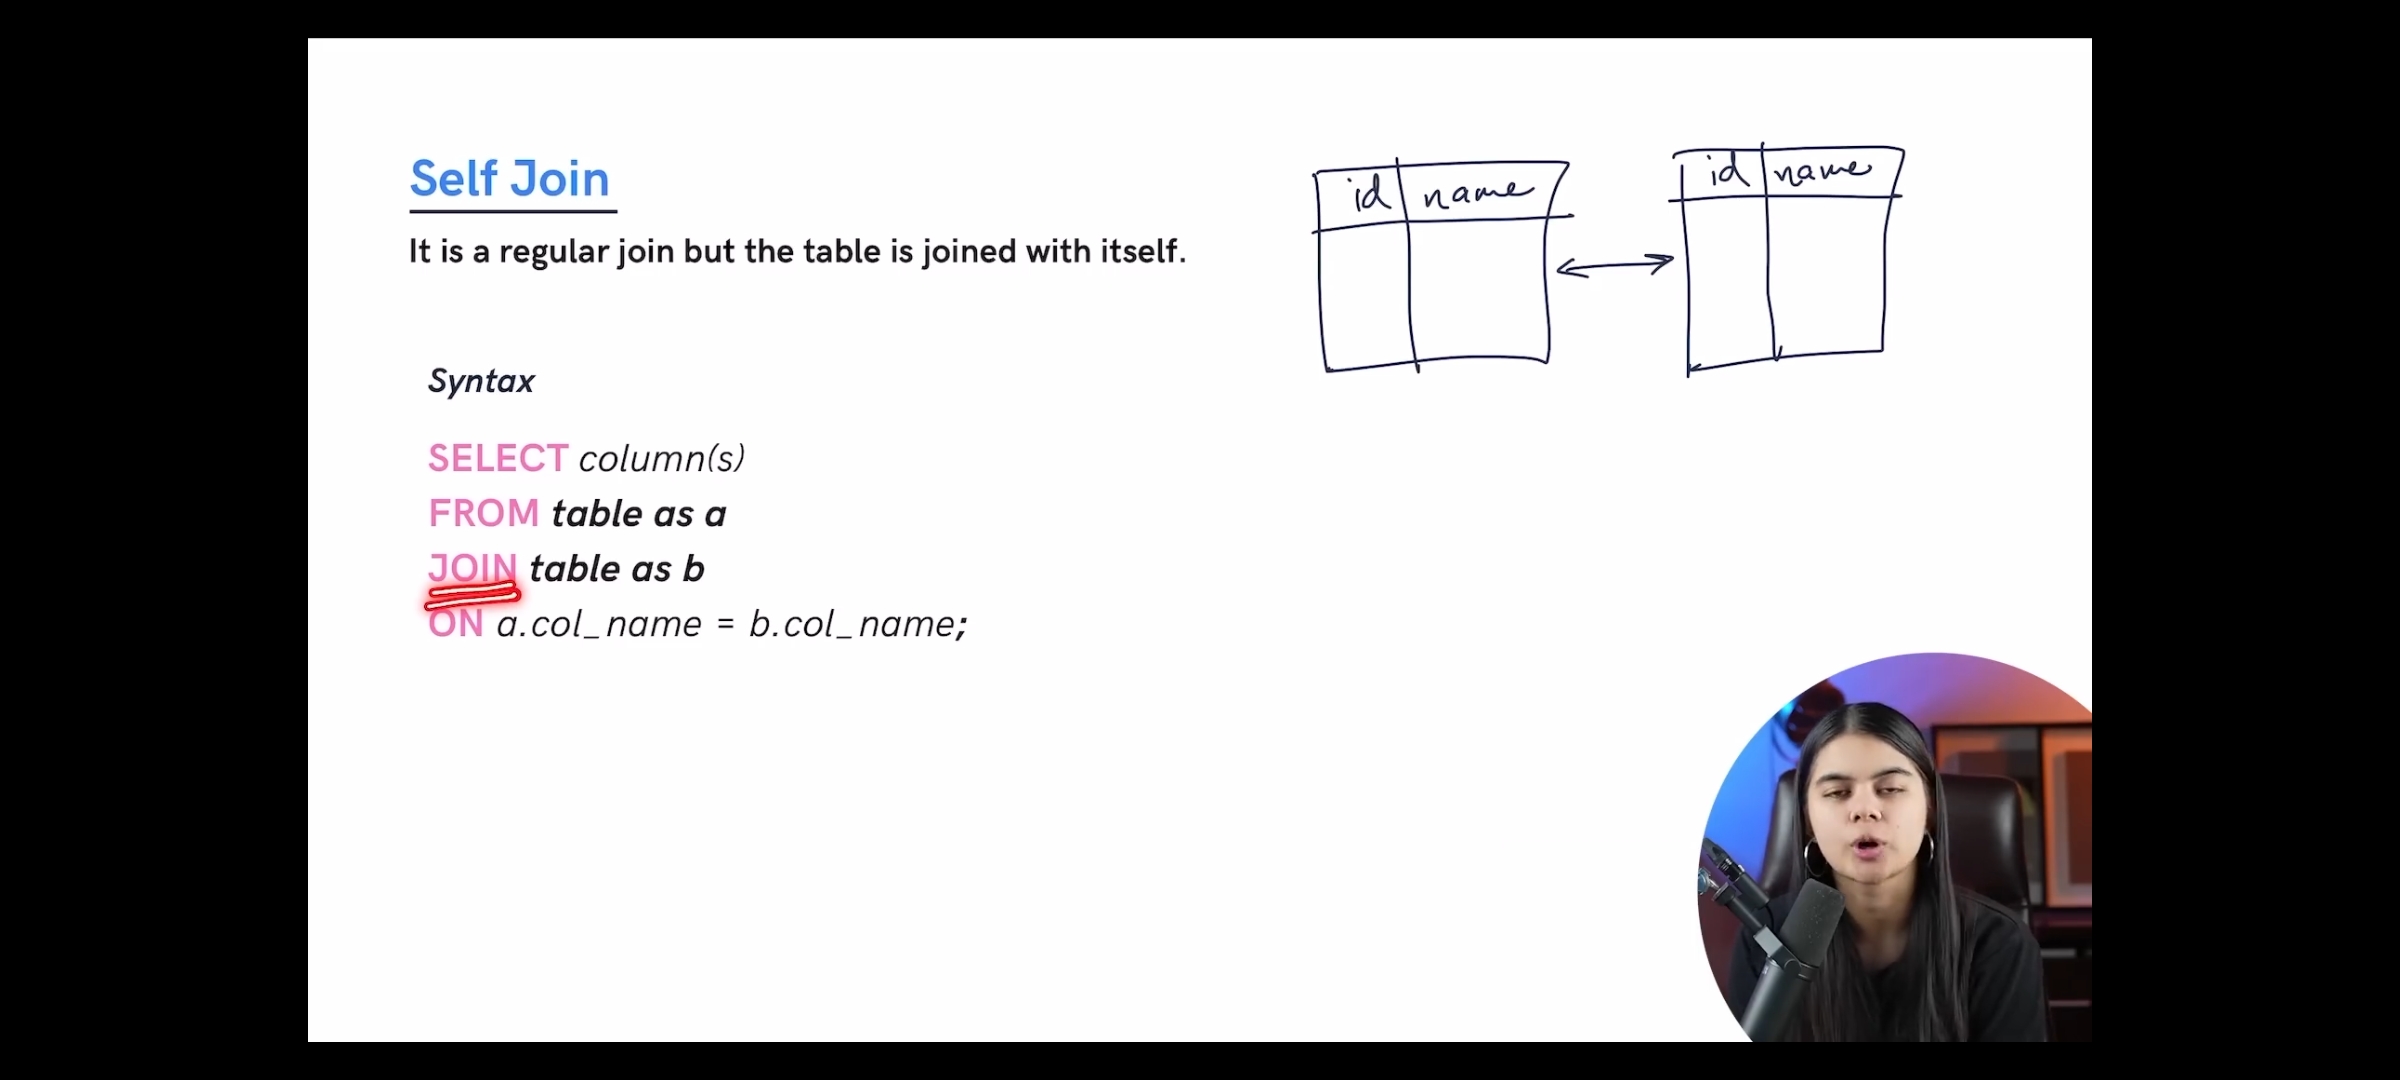 Self Join
It is a regular join but the table is joined with itself.
Syntax
SELECT column(s)
FROM table as a
JOIN table as b
ON a.col_name = b.col_name;
id name
id name